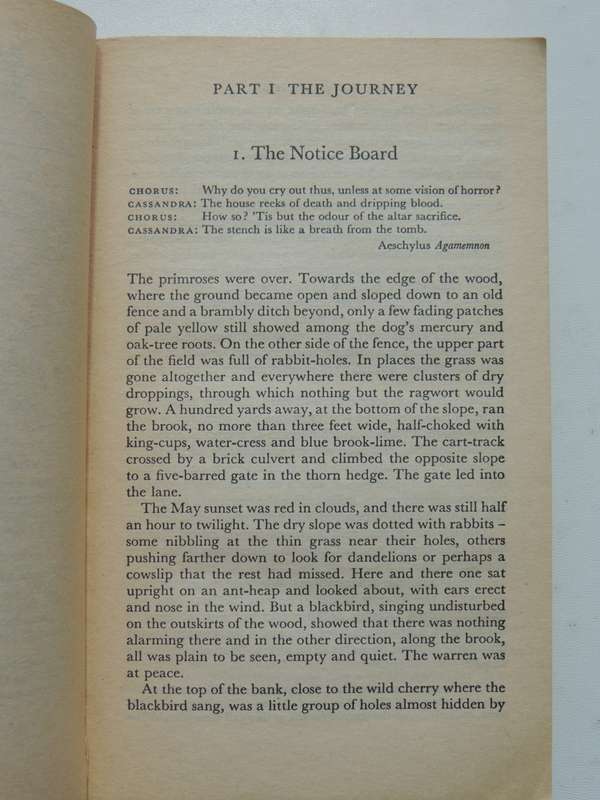 PART I THE JOURNEY
1. The Notice Board
CHORUS: Why do you cry out thus, unless at some vision of horror?
CASSANDRA: The house reeks of death and dripping blood.
CHORUS: How so? 'Tis but the odour of the altar sacrifice.
CASSANDRA: The stench is like a breath from the tomb.
Aeschylus Agamemnon
The primroses were over. Towards the edge of the wood,
where the ground became open and sloped down to an old
fence and a brambly ditch beyond, only a few fading patches
of pale yellow still showed among the dog's mercury and
oak-tree roots. On the other side of the fence, the upper part
of the field was full of rabbit-holes. In places the grass was
gone altogether and everywhere there were clusters of dry
droppings, through which nothing but the ragwort would
grow. A hundred yards away, at the bottom of the slope, ran
the brook, no more than three feet wide, half-choked with
king-cups, water-cress and blue brook-lime. The cart-track
crossed by a brick culvert and climbed the opposite slope
to a five-barred gate in the thorn hedge. The gate led into
the lane.
The May sunset was red in clouds, and there was still half
an hour to twilight. The dry slope was dotted with rabbits –
some nibbling at the thin grass near their holes, others
pushing farther down to look for dandelions or perhaps a
cowslip that the rest had missed. Here and there one sat
upright on an ant-heap and looked about, with ears erect
and nose in the wind. But a blackbird, singing undisturbed
on the outskirts of the wood, showed that there was nothing
alarming there and in the other direction, along the brook,
all was plain to be seen, empty and quiet. The warren was
at peace.
At the top of the bank, close to the wild cherry where the
blackbird sang, was a little group of holes almost hidden by